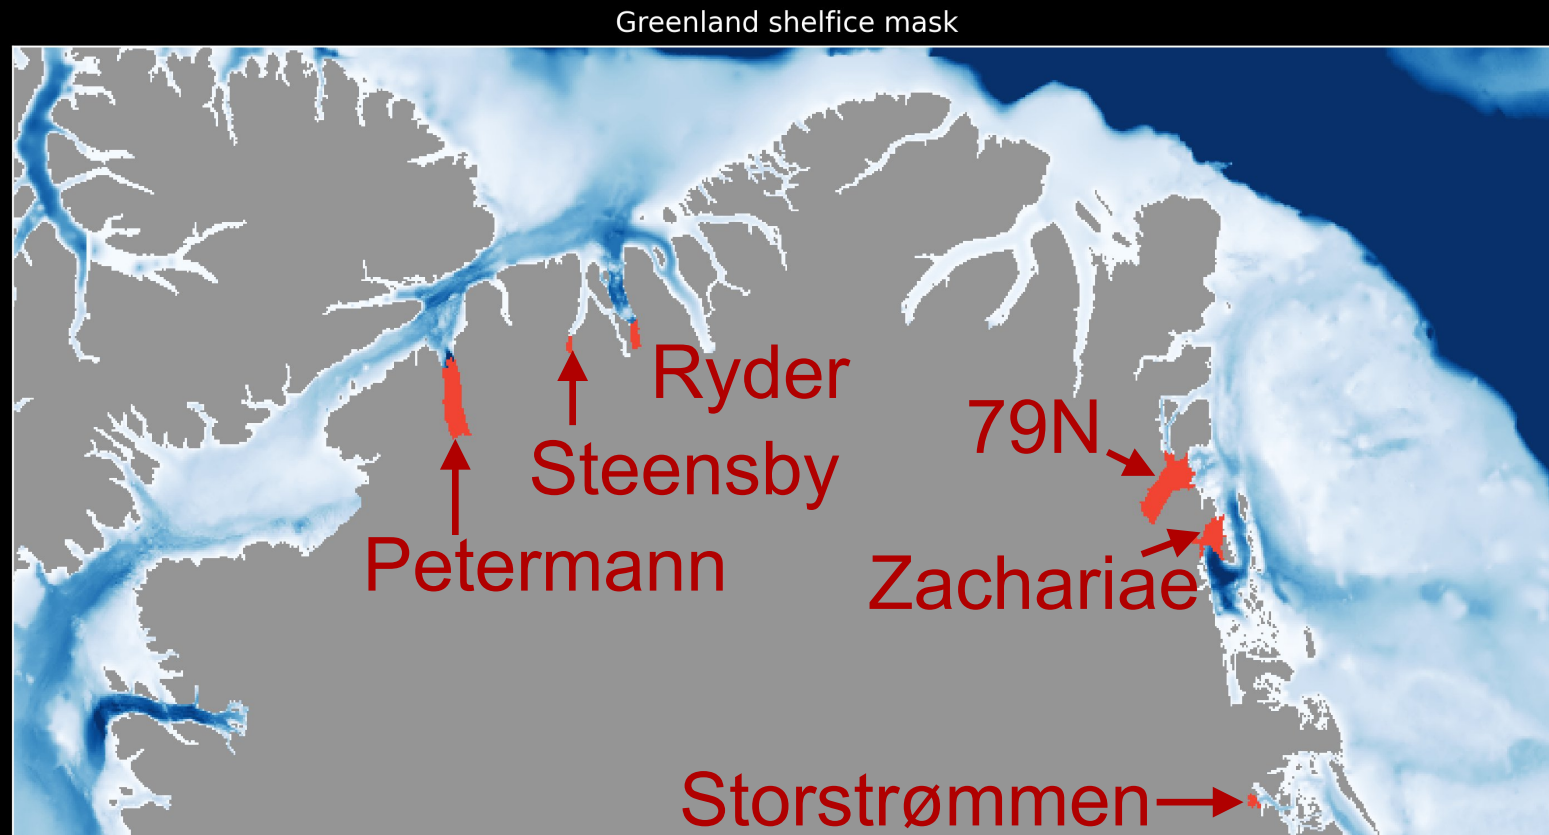 Greenland shelfice mask
Ryder
79N
Steensby
Petermann
Zachariae
Storstrømmen